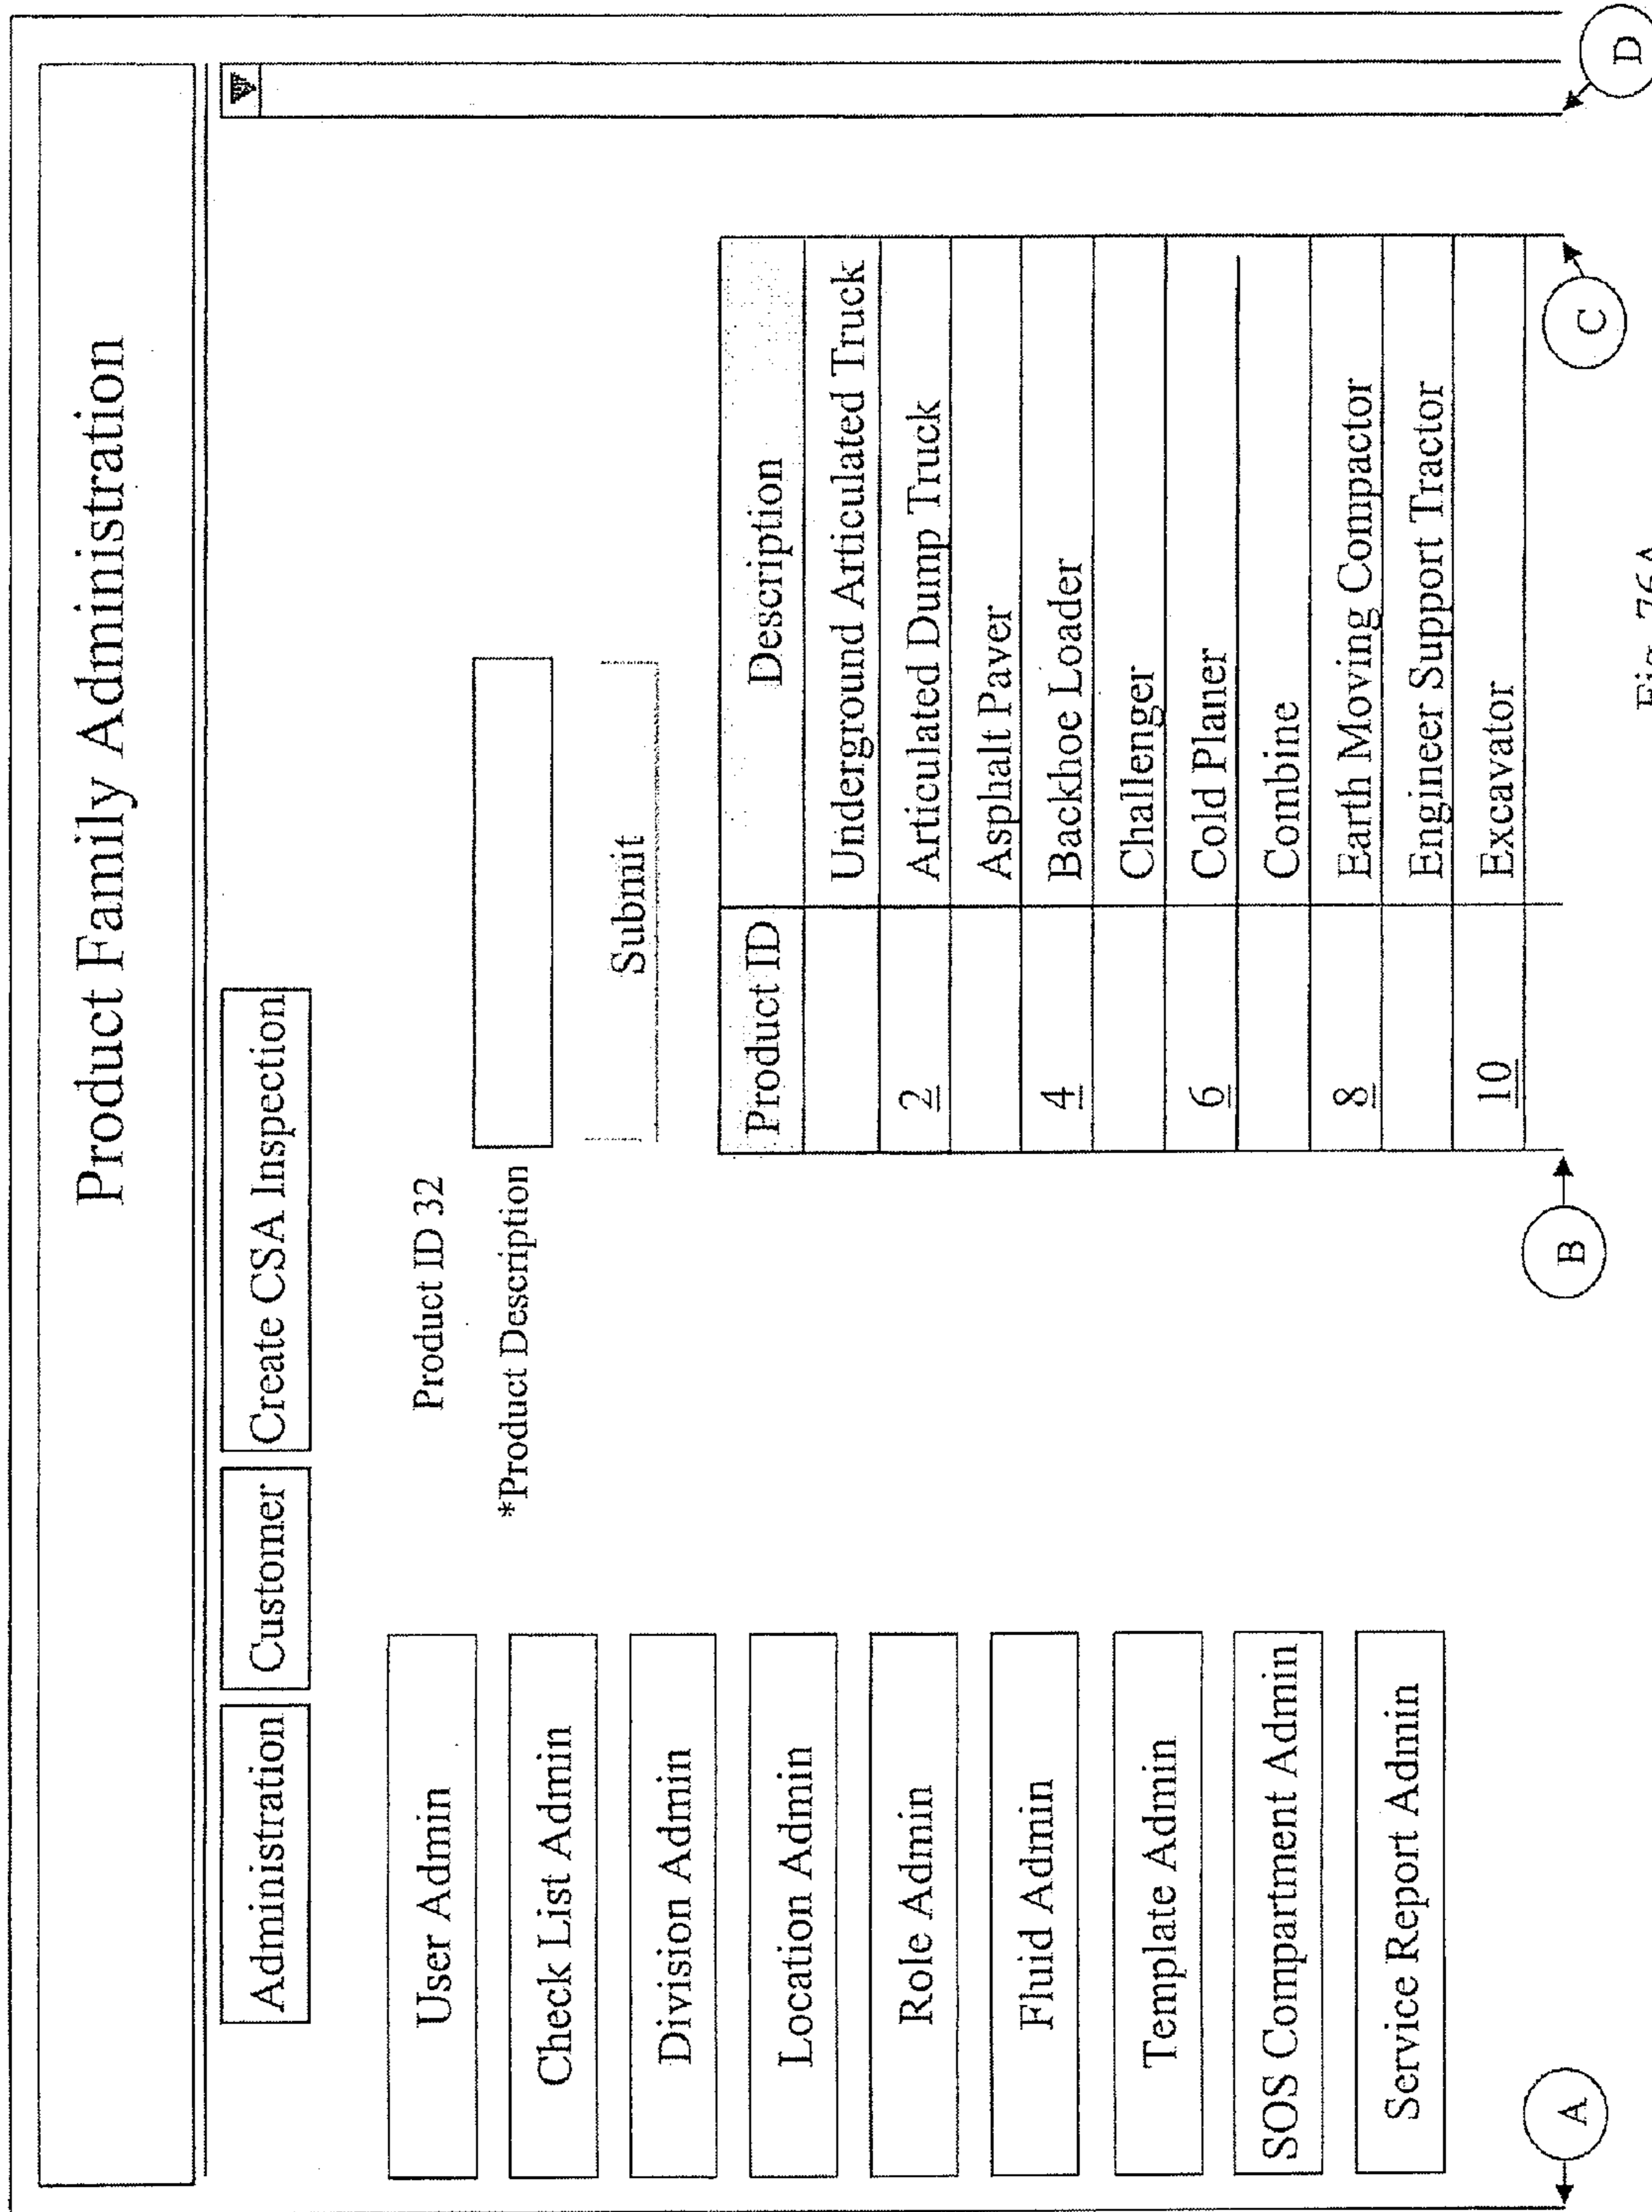 Product Family Administration
Administration Customer Create CSA Inspection
User Admin
Check List Admin
Division Admin
Location Admin
Role Admin
Fluid Admin
Template Admin
SOS Compartment Admin
Service Report Admin
Product ID 32
*Product Description
Submit
Product ID Description
Underground Articulated Truck
2 Articulated Dump Truck
Asphalt Paver
4 Backhoe Loader
Challenger
6 Cold Planer
Combine
8 Earth Moving Compactor
Engineer Support Tractor
10 Excavator
A B C D
Fig. 76A